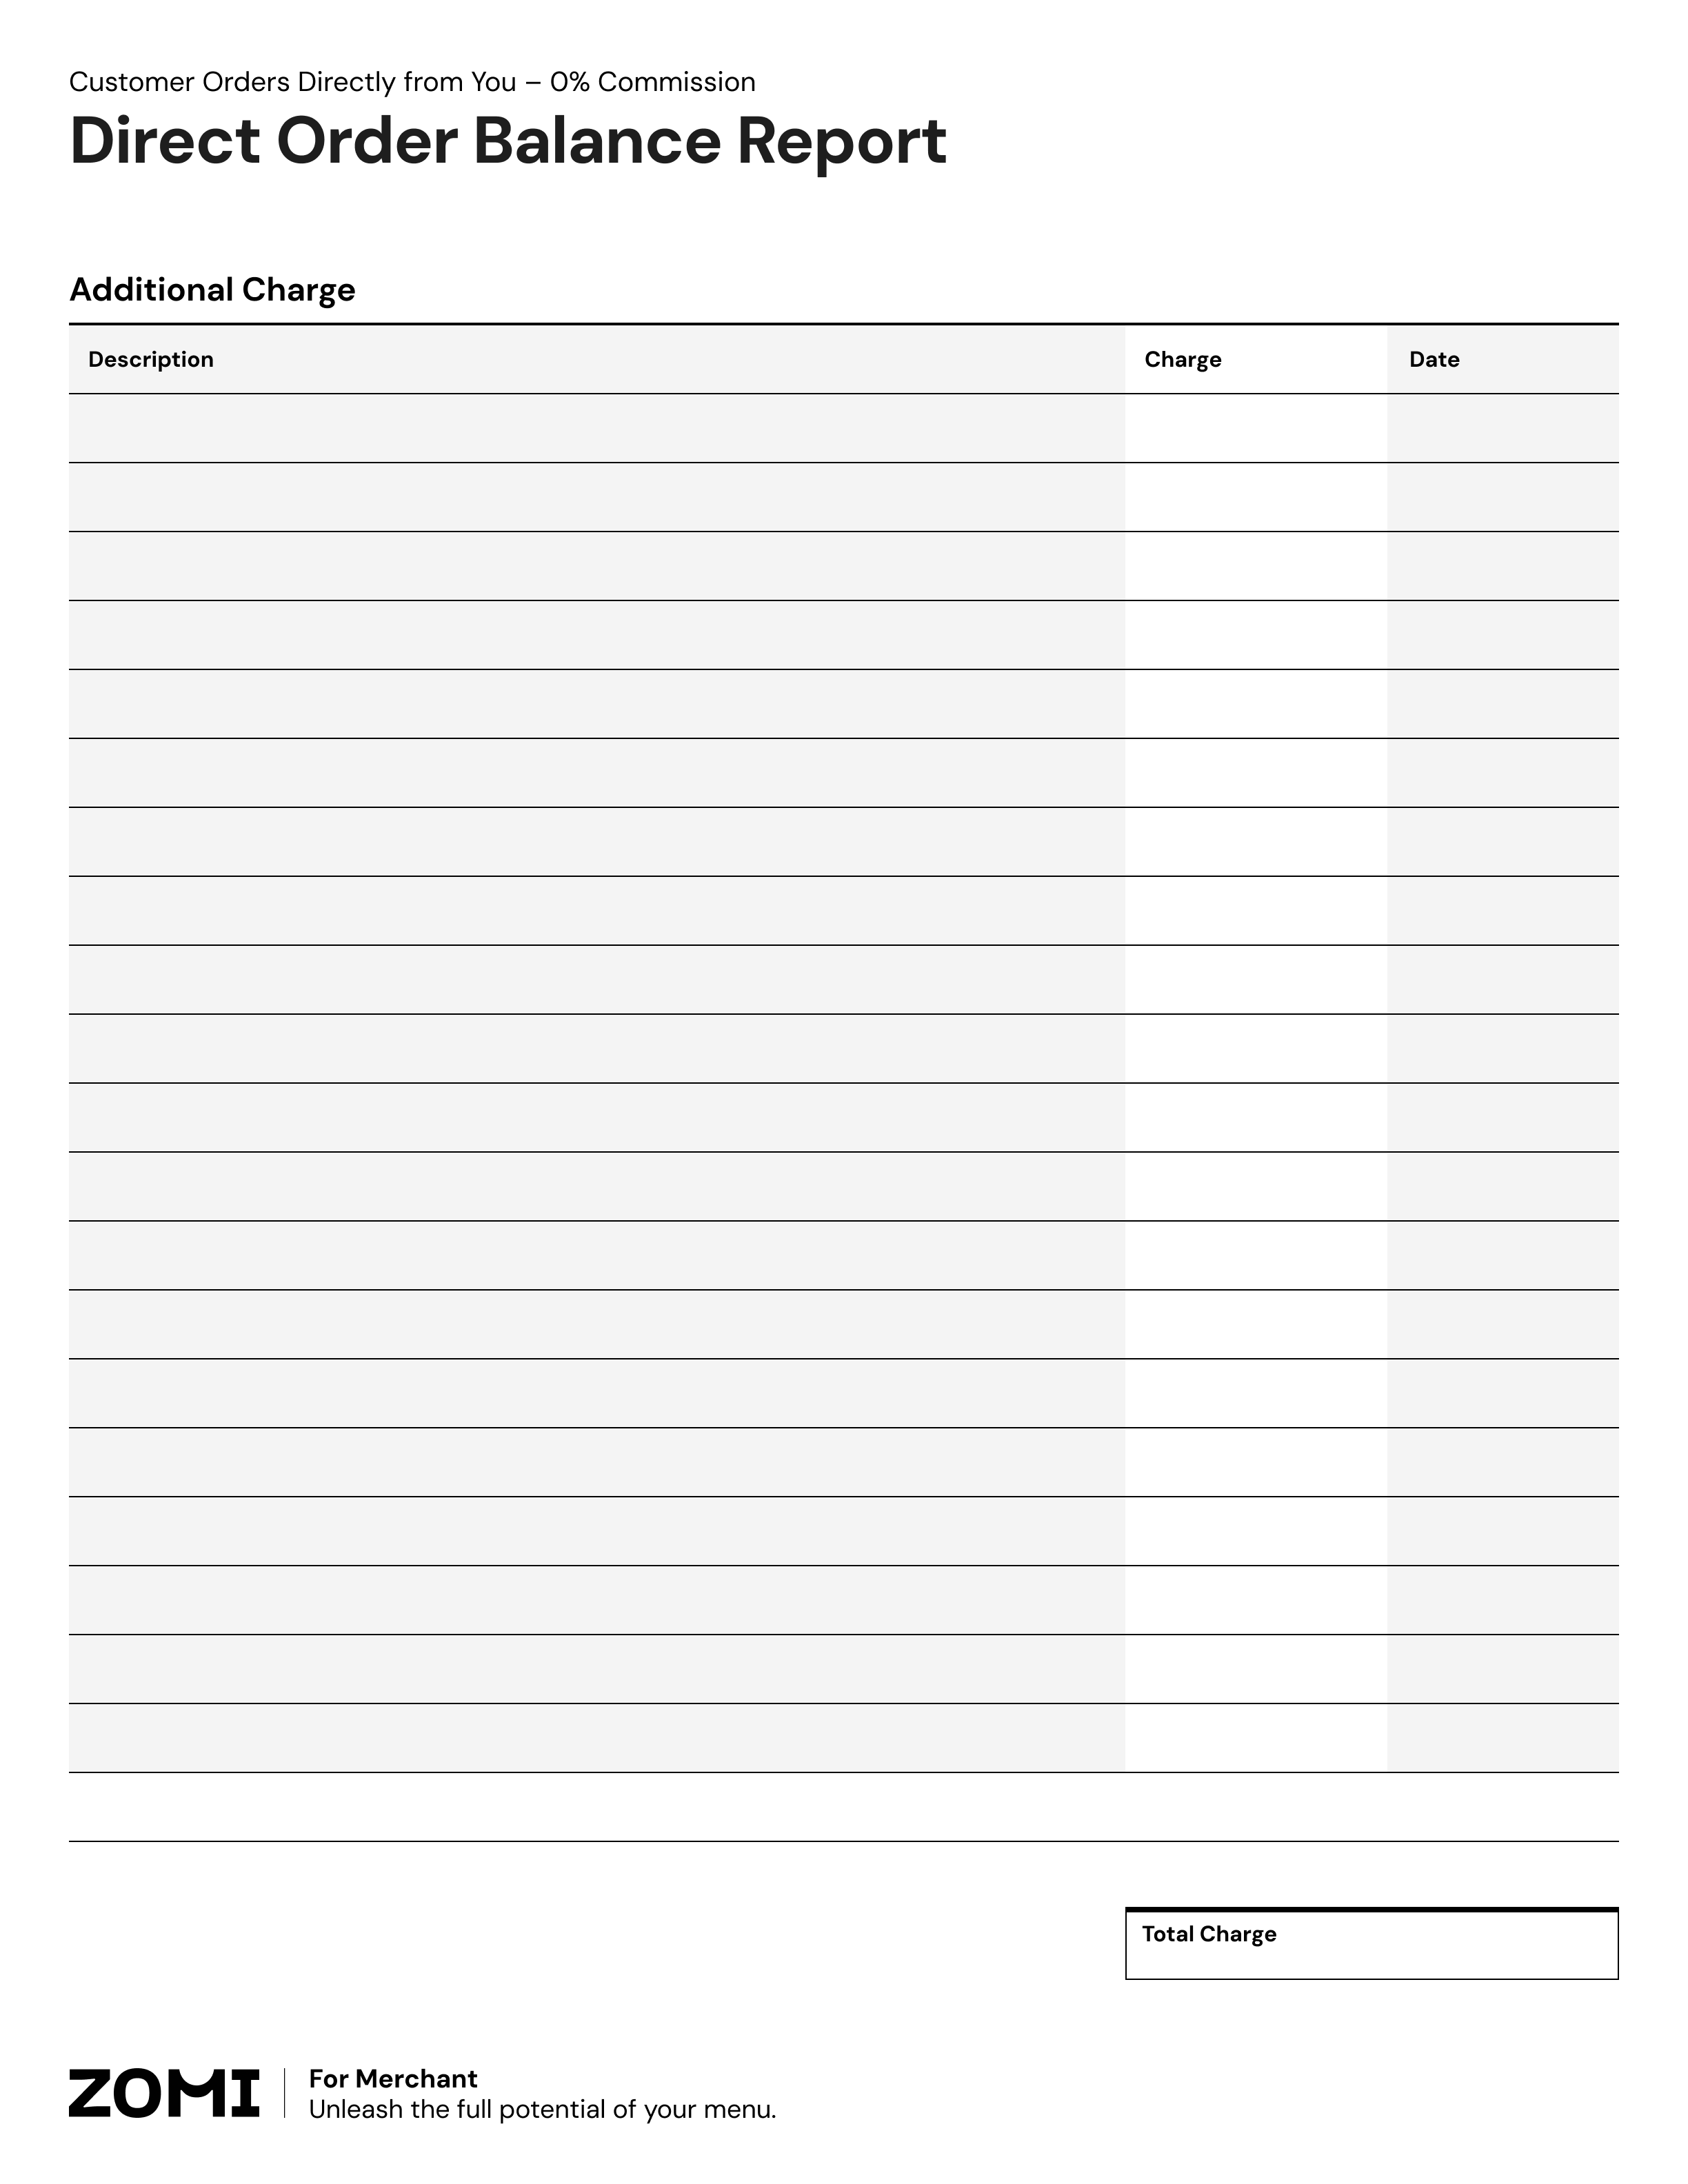 Customer Orders Directly from You – 0% Commission
Direct Order Balance Report
Additional Charge
Description Charge Date
Total Charge
ZOMI
For Merchant
Unleash the full potential of your menu.